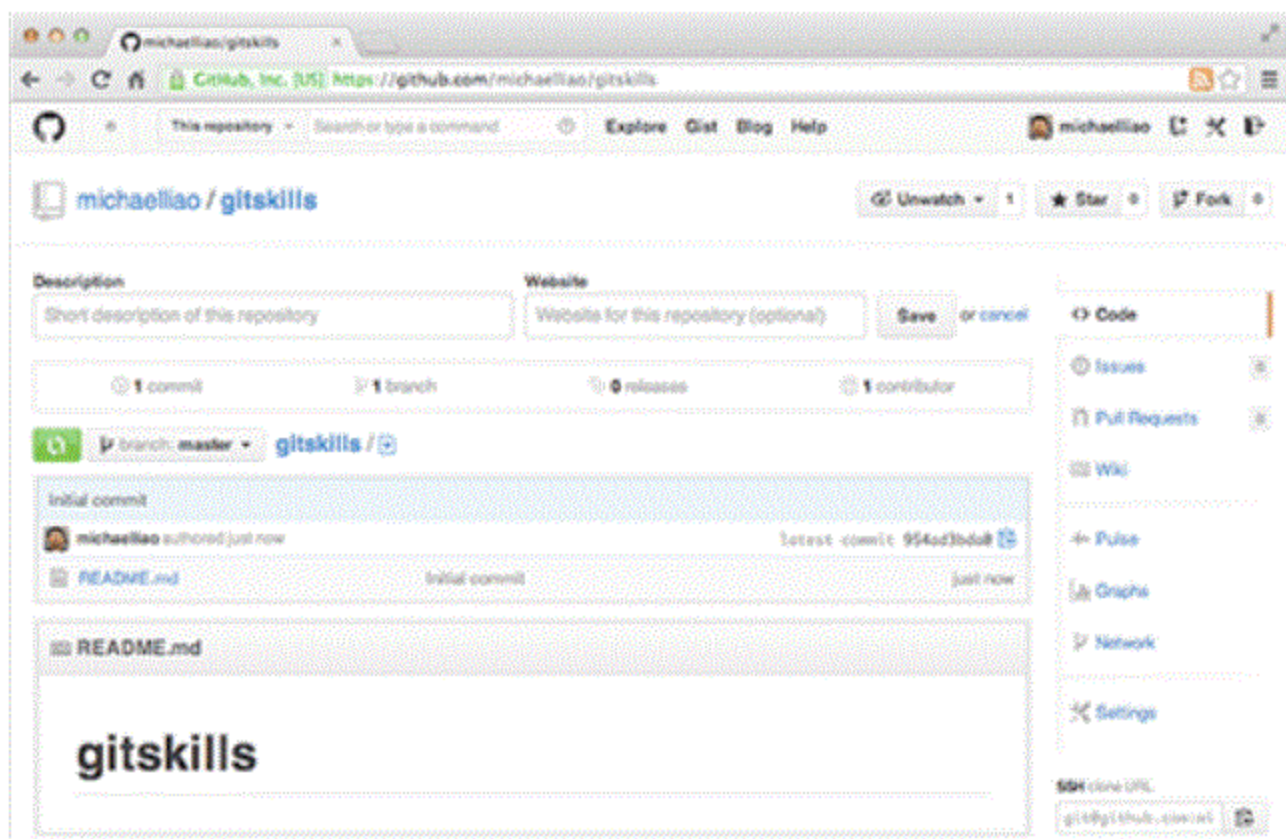 michaelliao/gitskills
GitHub, Inc. [US] https://github.com/michaelliao/gitskills
This repository Search or type a command Explore Gist Blog Help michaelliao
michaelliao / gitskills Unwatch 1 Star 0 Fork 0
Description Website
Short description of this repository Website for this repository (optional) Save or cancel
1 commit 1 branch 0 releases 1 contributor
branch: master gitskills /
Initial commit
michaelliao authored just now latest commit
README.md Initial commit just now
README.md
gitskills
Code
Issues 0
Pull Requests 0
Wiki
Pulse
Graphs
Network
Settings
SSH clone URL